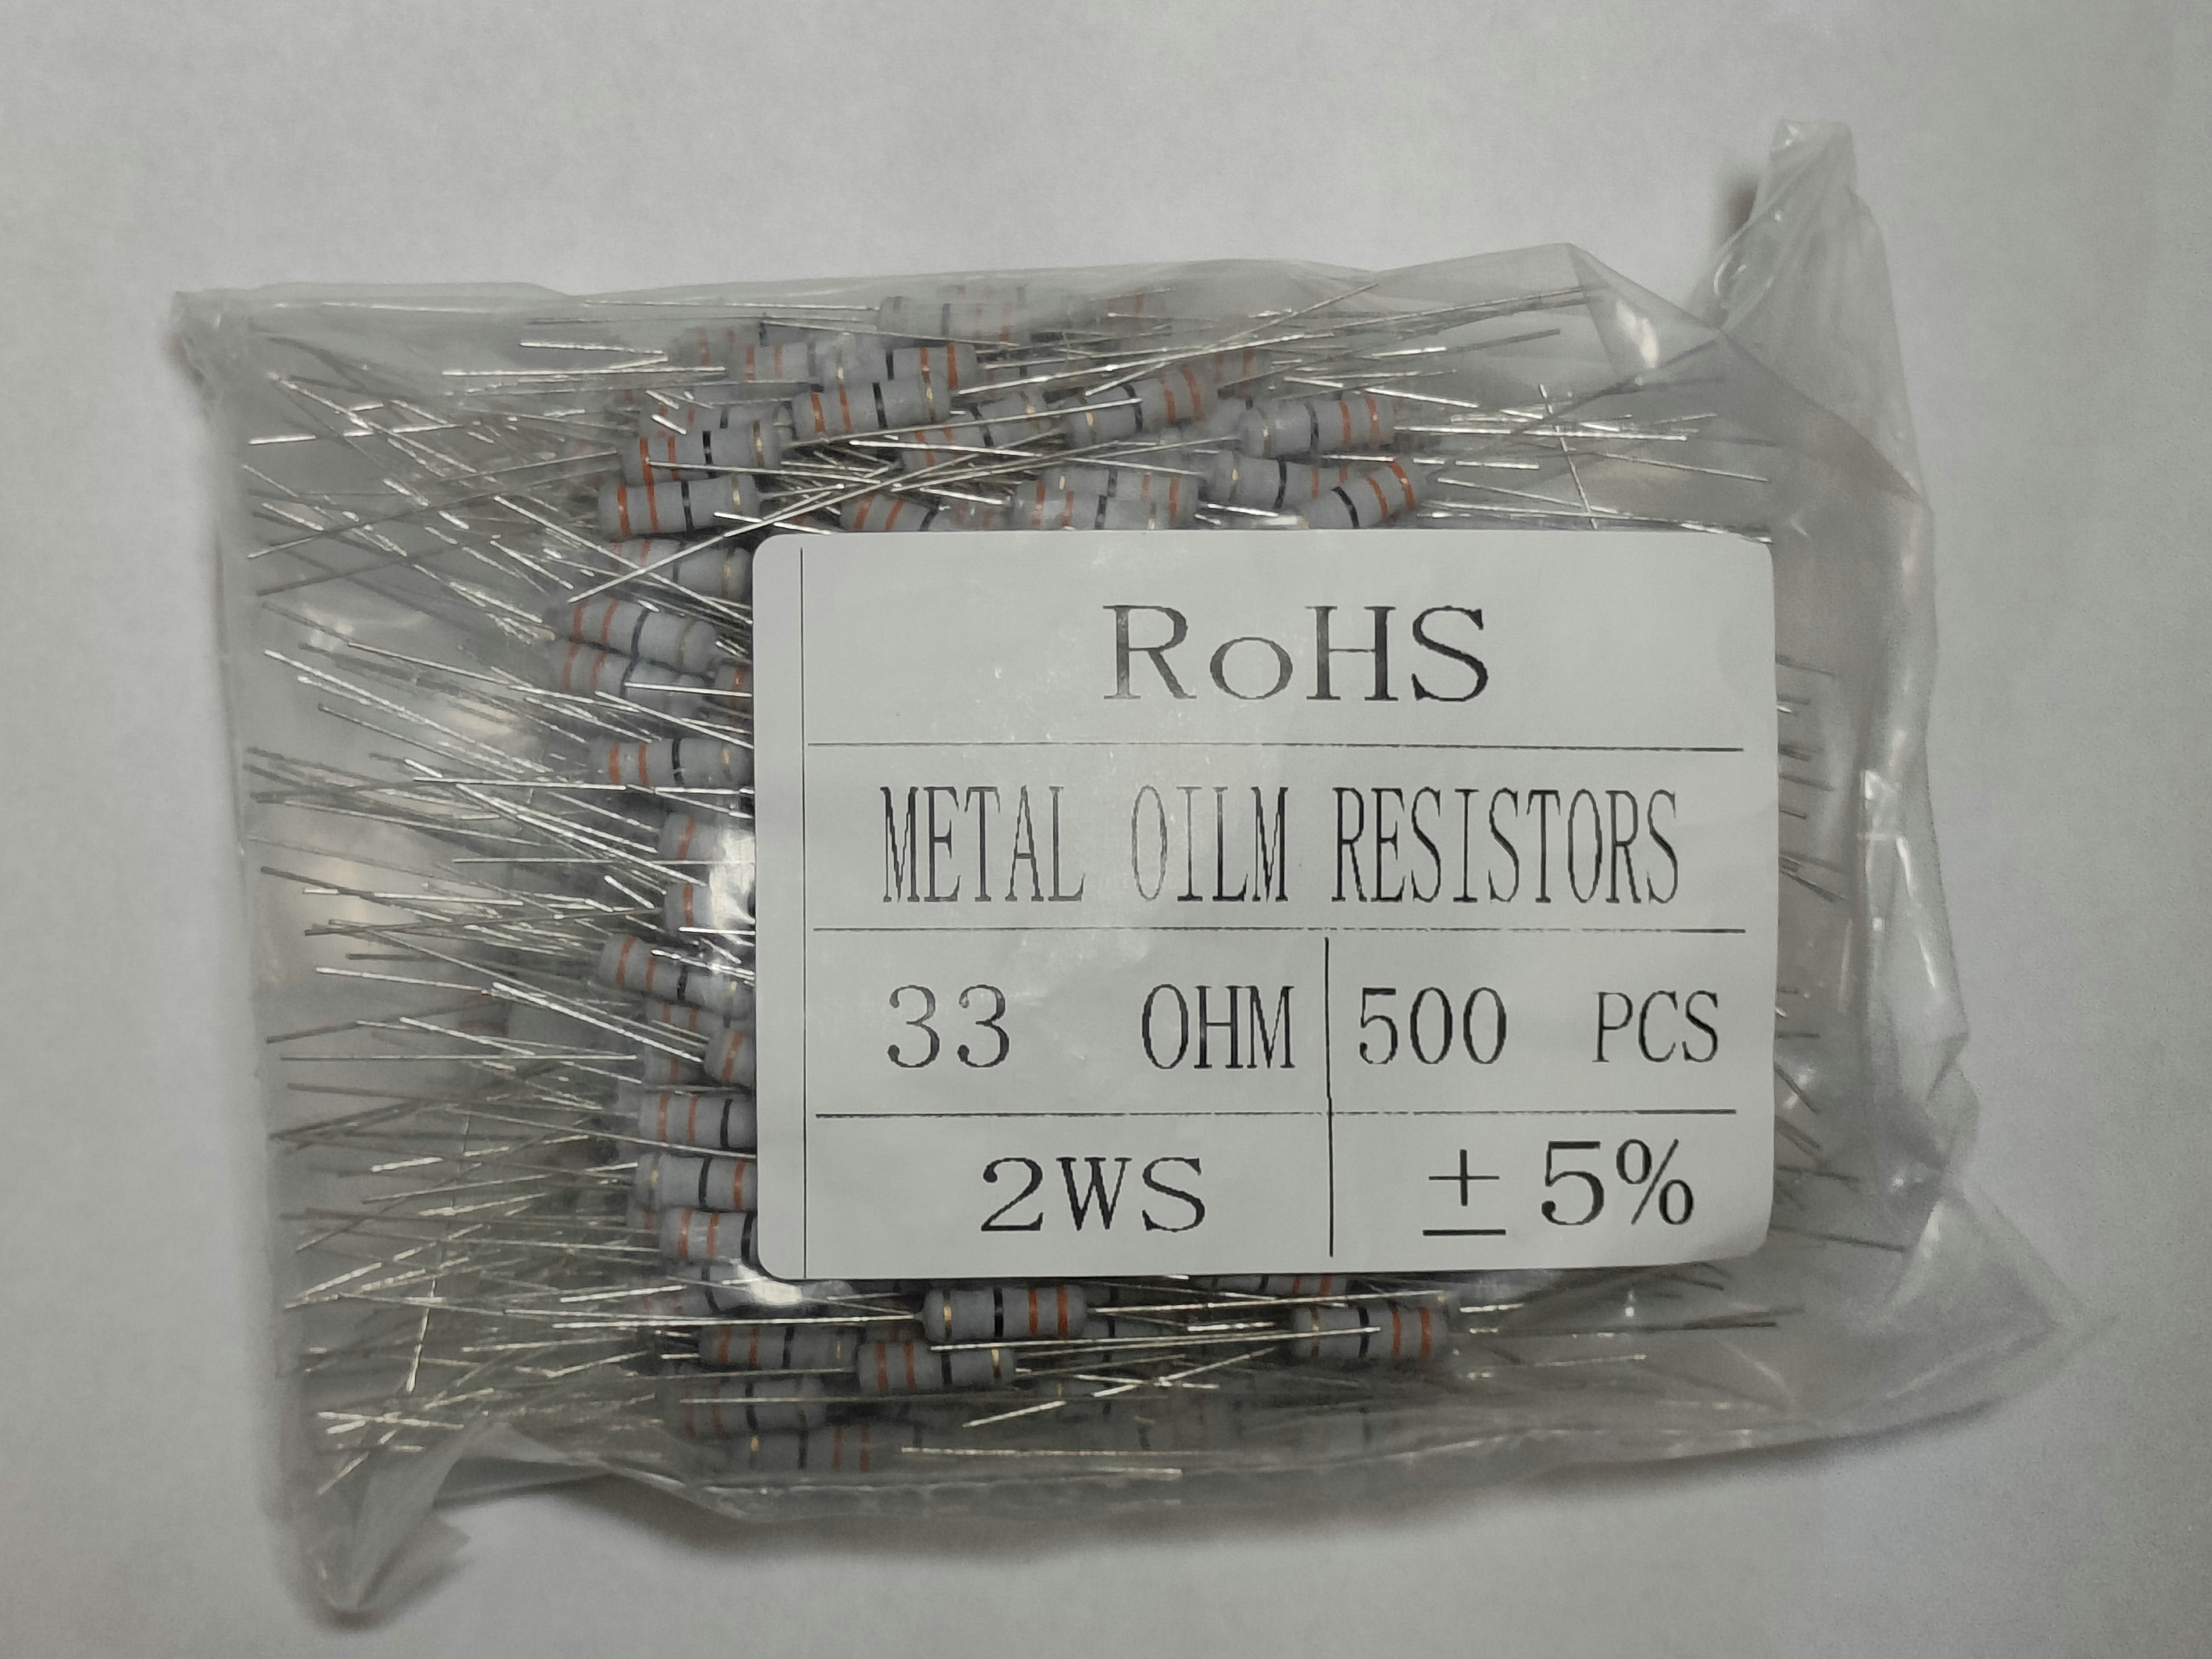 RoHS
METAL OILM RESISTORS
33 OHM 500 PCS
2WS ±5%